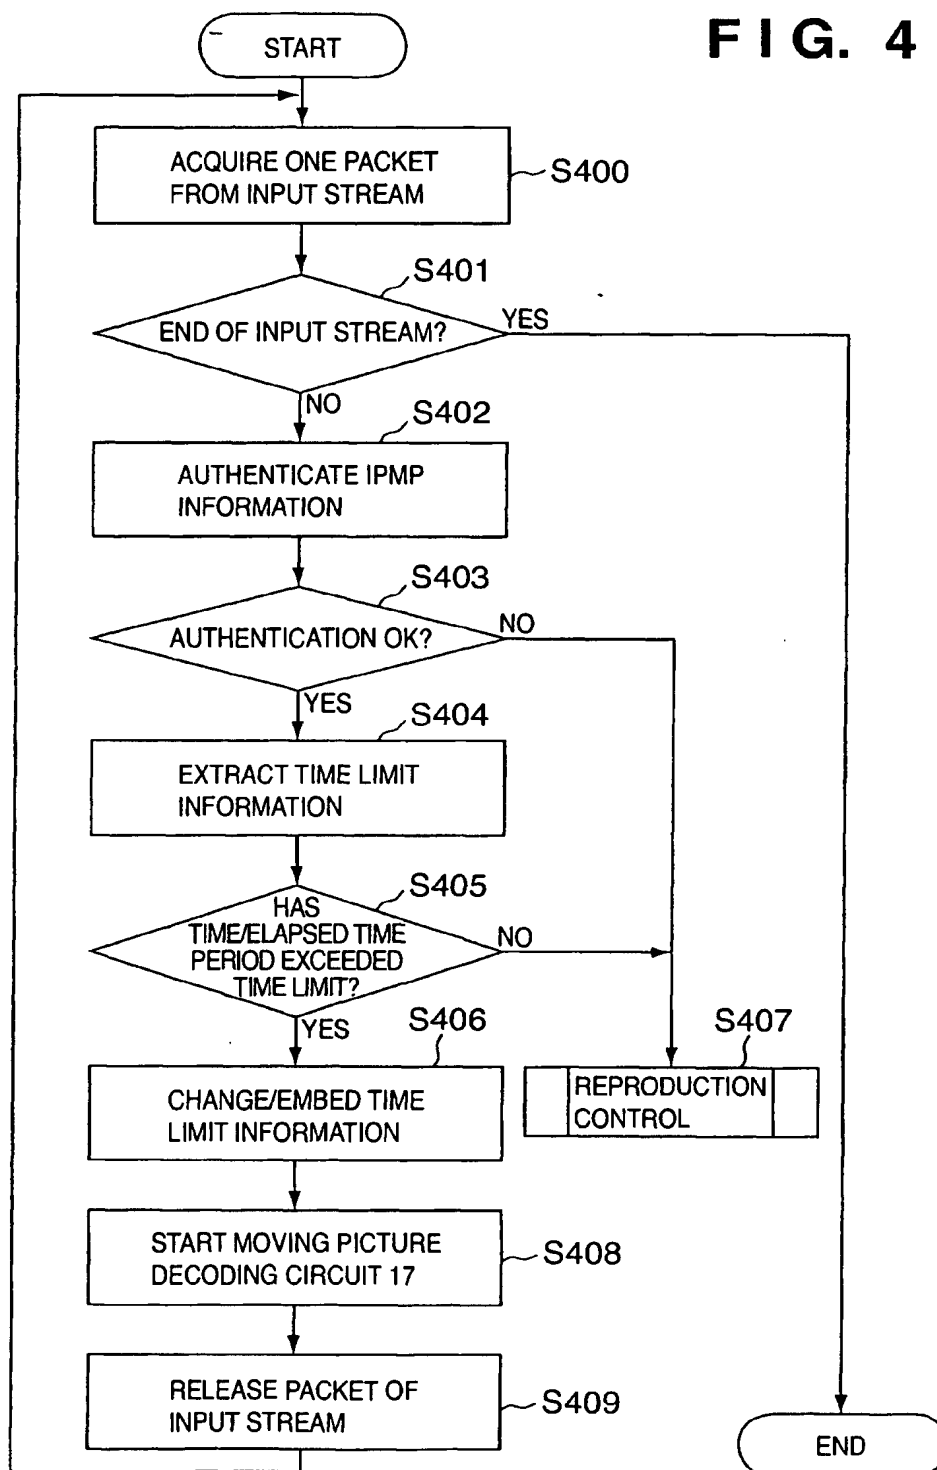 FIG. 4
START
ACQUIRE ONE PACKET
FROM INPUT STREAM
S400
S401
END OF INPUT STREAM?
YES
NO
S402
AUTHENTICATE IPMP
INFORMATION
S403
AUTHENTICATION OK?
NO
YES
S404
EXTRACT TIME LIMIT
INFORMATION
S405
HAS
TIME/ELAPSED TIME
PERIOD EXCEEDED
TIME LIMIT?
NO
YES
S406
CHANGE/EMBED TIME
LIMIT INFORMATION
S407
REPRODUCTION
CONTROL
START MOVING PICTURE
DECODING CIRCUIT 17
S408
RELEASE PACKET OF
INPUT STREAM
S409
END